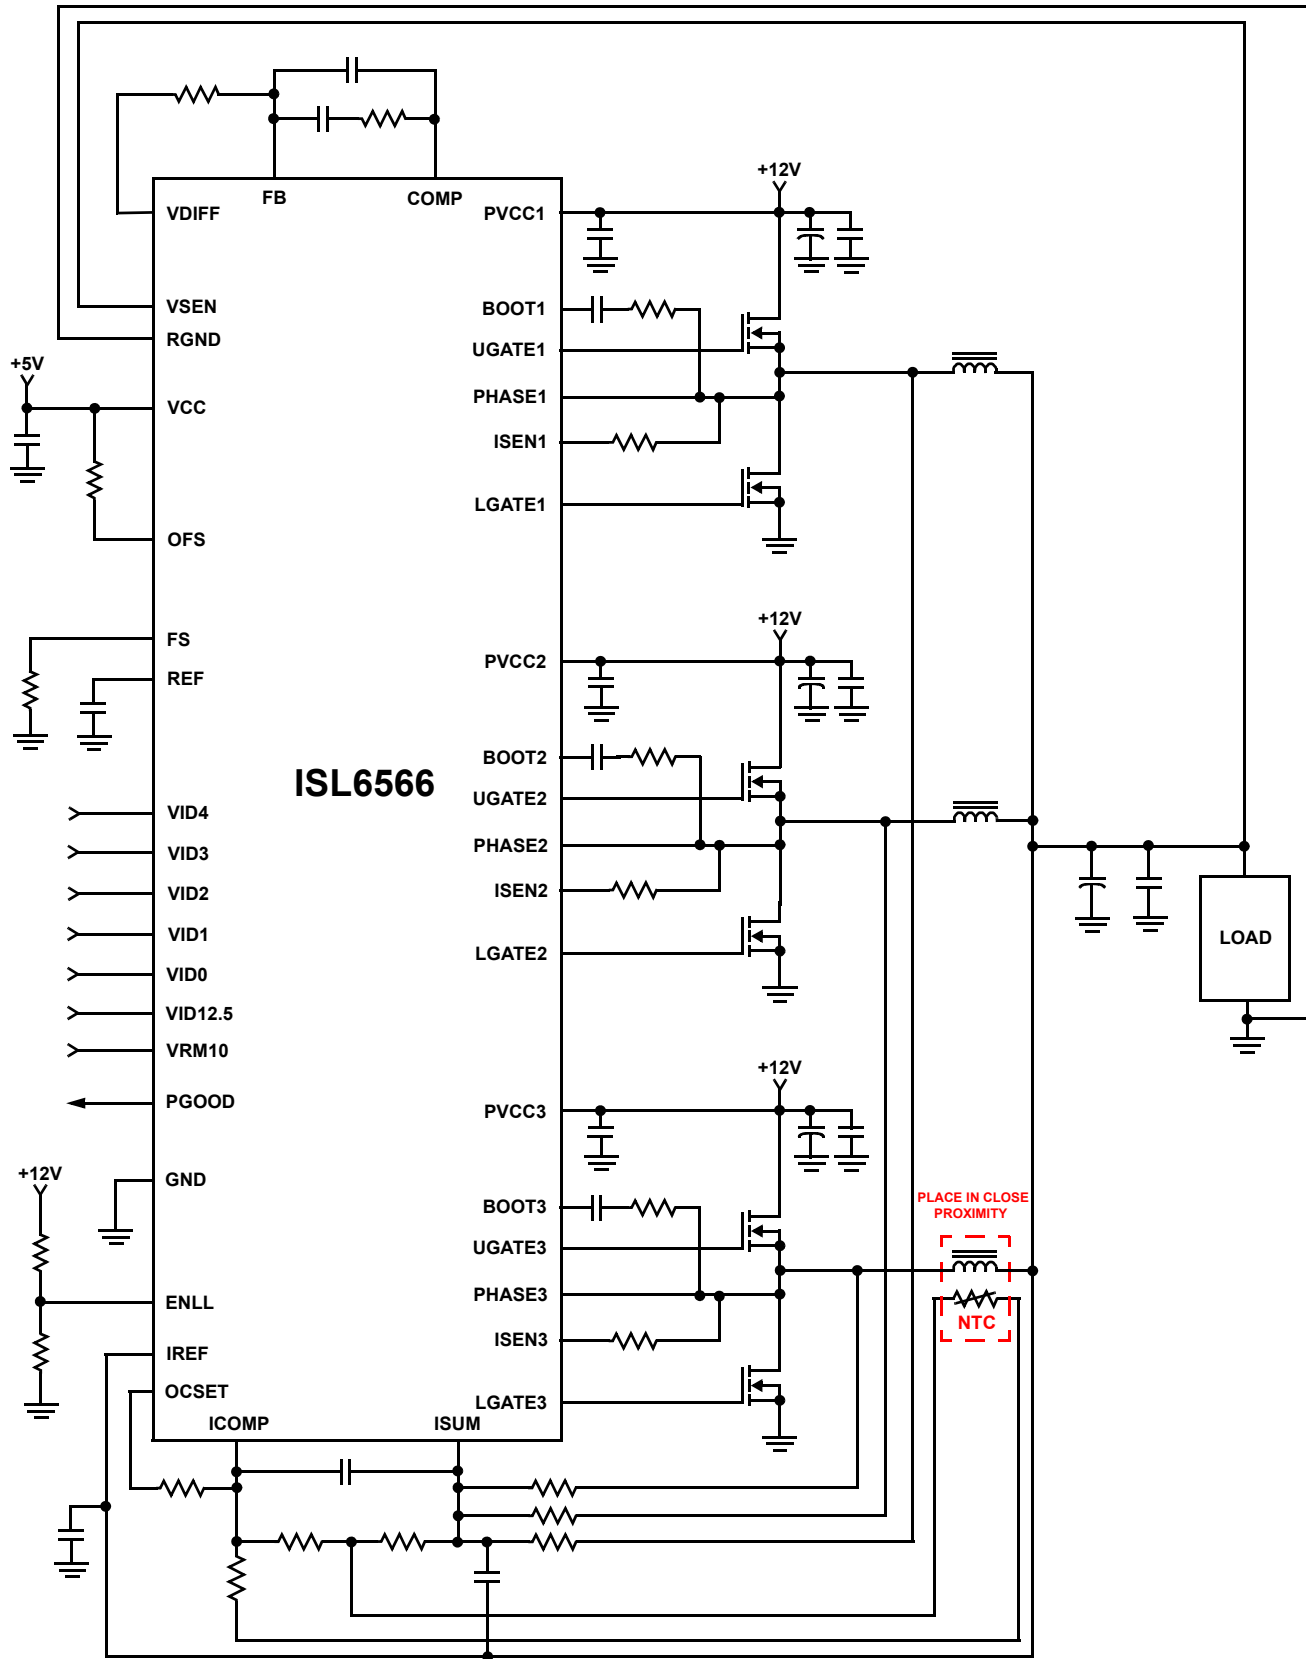 FB
COMP
+12V
VDIFF
PVCC1
VSEN
BOOT1
RGND
UGATE1
+5V
VCC
PHASE1
ISEN1
LGATE1
OFS
+12V
FS
PVCC2
REF
BOOT2
ISL6566
UGATE2
VID4
PHASE2
VID3
ISEN2
VID2
VID1
LGATE2
LOAD
VID0
VID12.5
VRM10
+12V
PGOOD
PVCC3
+12V
GND
PLACE IN CLOSE
PROXIMITY
BOOT3
UGATE3
ENLL
PHASE3
NTC
ISEN3
IREF
OCSET
LGATE3
ICOMP
ISUM